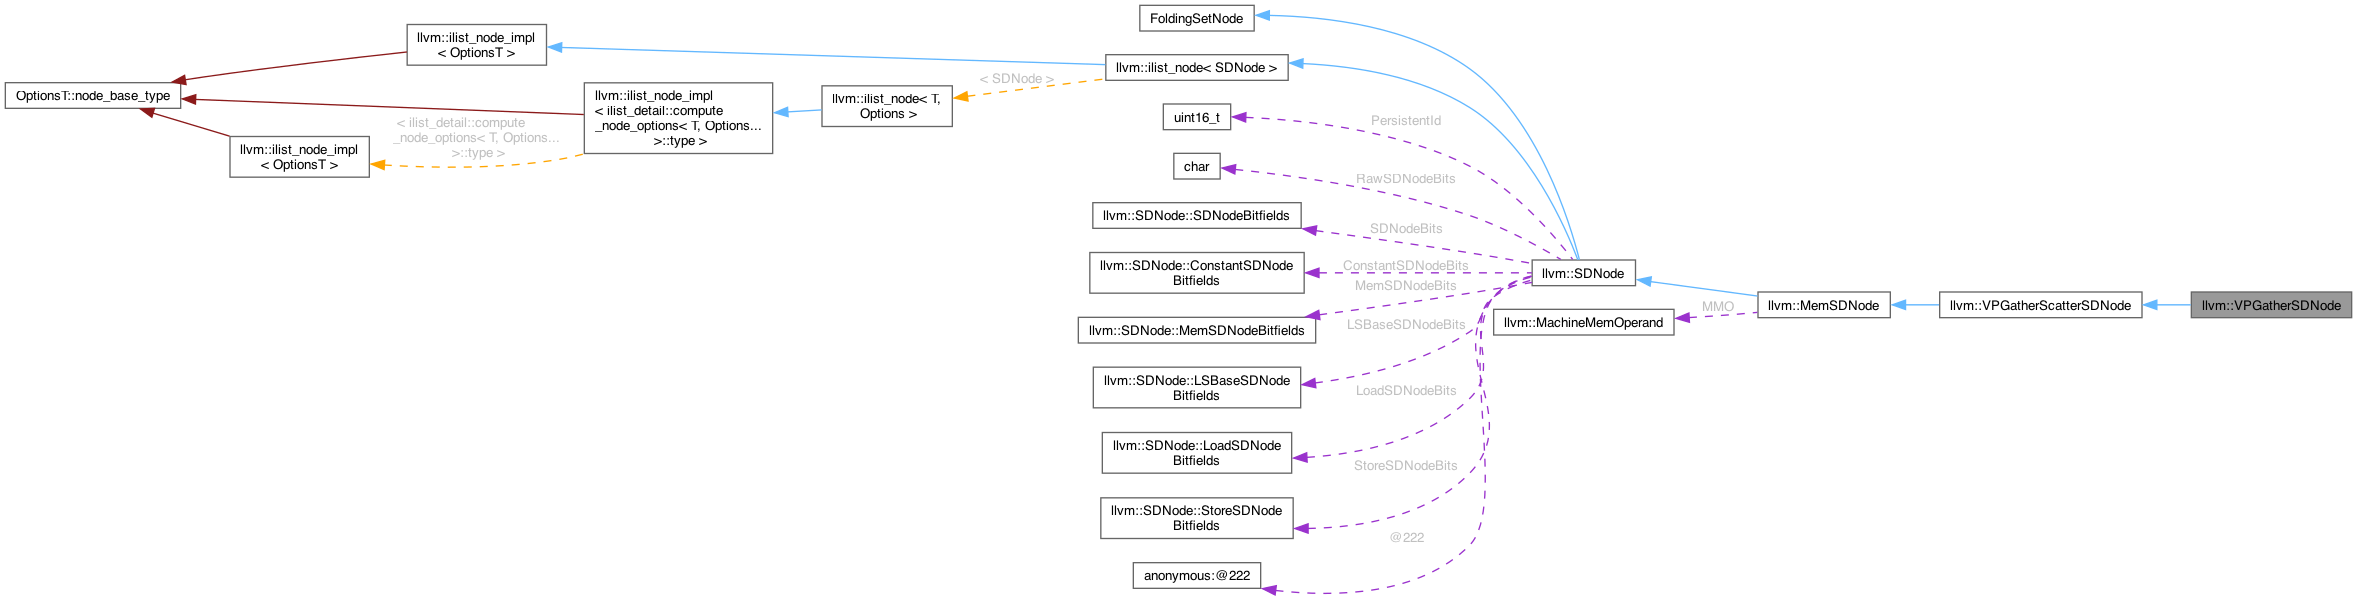 FoldingSetNode
llvm::ilist_node_impl
< OptionsT >
llvm::ilist_node< SDNode >
< SDNode >
OptionsT::node_base_type
llvm::ilist_node_impl
< ilist_detail::compute
_node_options< T, Options...
>::type >
llvm::ilist_node< T,
Options >
< ilist_detail::compute
_node_options< T, Options...
>::type >
llvm::ilist_node_impl
< OptionsT >
uint16_t
PersistentId
char
RawSDNodeBits
llvm::SDNode::SDNodeBitfields
SDNodeBits
llvm::SDNode::ConstantSDNode
Bitfields
ConstantSDNodeBits
llvm::SDNode
MemSDNodeBits
llvm::SDNode::MemSDNodeBitfields
LSBaseSDNodeBits
llvm::MachineMemOperand
MMO
llvm::MemSDNode
llvm::VPGatherScatterSDNode
llvm::VPGatherSDNode
llvm::SDNode::LSBaseSDNode
Bitfields
LoadSDNodeBits
llvm::SDNode::LoadSDNode
Bitfields
StoreSDNodeBits
llvm::SDNode::StoreSDNode
Bitfields
@222
anonymous:@222